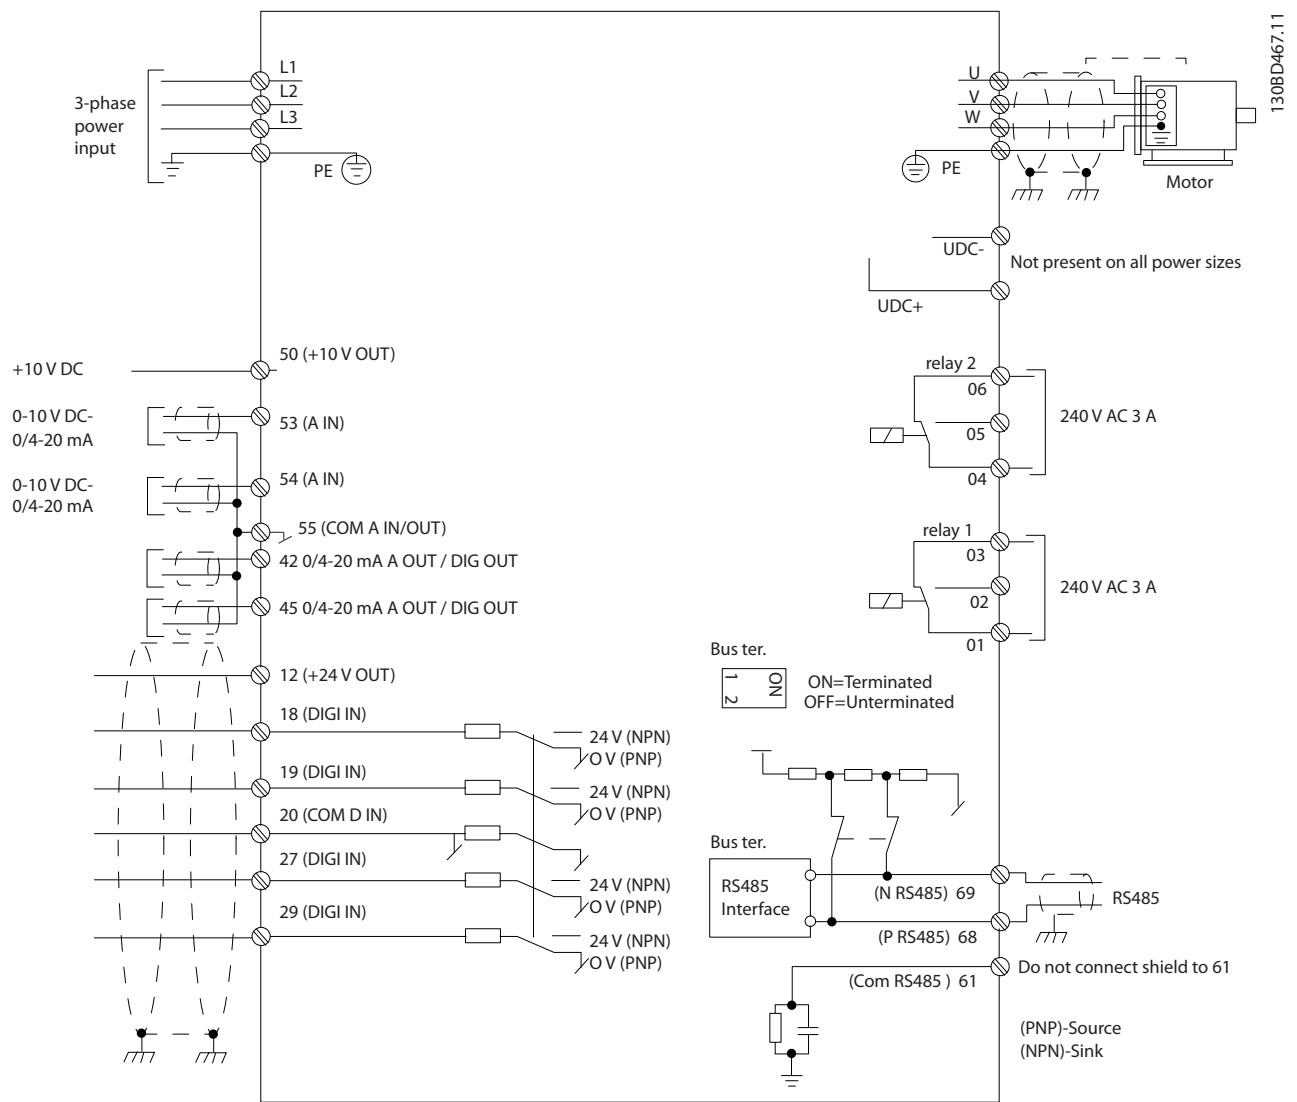 130BD467.11
3-phase
power
input
L1
L2
L3
PE
U
V
W
PE
Motor
UDC-
Not present on all power sizes
UDC+
+10 V DC
50 (+10 V OUT)
0-10 V DC-
0/4-20 mA
53 (A IN)
0-10 V DC-
0/4-20 mA
54 (A IN)
55 (COM A IN/OUT)
42 0/4-20 mA A OUT / DIG OUT
45 0/4-20 mA A OUT / DIG OUT
12 (+24 V OUT)
18 (DIGI IN)
24 V (NPN)
O V (PNP)
19 (DIGI IN)
24 V (NPN)
O V (PNP)
20 (COM D IN)
27 (DIGI IN)
24 V (NPN)
O V (PNP)
29 (DIGI IN)
24 V (NPN)
O V (PNP)
relay 2
06
05
04
240 V AC 3 A
relay 1
03
02
01
240 V AC 3 A
Bus ter.
1
2
ON
ON=Terminated
OFF=Unterminated
Bus ter.
RS485
Interface
(N RS485) 69
RS485
(P RS485) 68
(Com RS485 ) 61
Do not connect shield to 61
(PNP)-Source
(NPN)-Sink